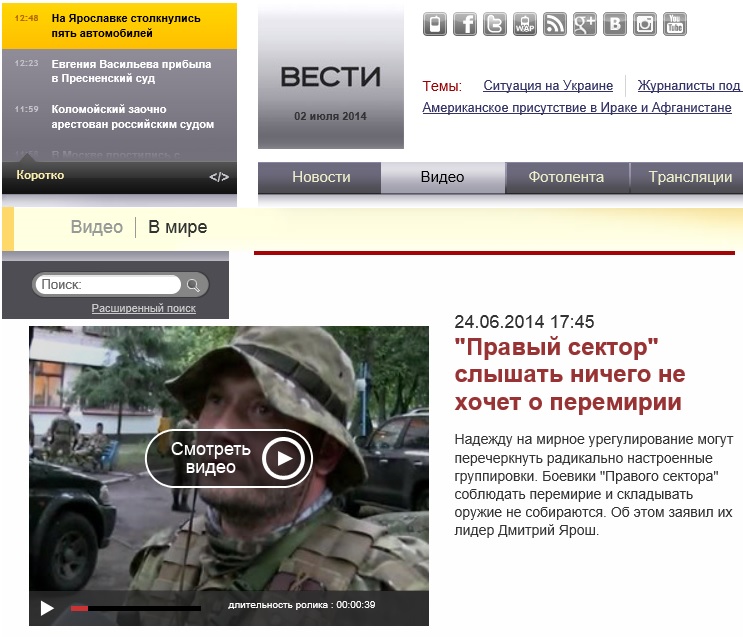 12:48 На Ярославке столкнулись
пять автомобилей
12:23 Евгения Васильева прибыла
в Пресненский суд
11:59 Коломойский заочно
арестован российским судом
В Москве
Коротко
</>
ВЕСТИ
02 июля 2014
WAP
g+
B
You
Tube
Темы: Ситуация на Украине Журналисты под
Американское присутствие в Ираке и Афганистане
Новости Видео Фотолента Трансляции
Видео В мире
Поиск:
Расширенный поиск
24.06.2014 17:45
"Правый сектор"
слышать ничего не
хочет о перемирии
Надежду на мирное урегулирование могут
перечеркнуть радикально настроенные
группировки. Боевики "Правого сектора"
соблюдать перемирие и складывать
оружие не собираются. Об этом заявил их
лидер Дмитрий Ярош.
Смотреть
видео
длительность ролика : 00:00:39